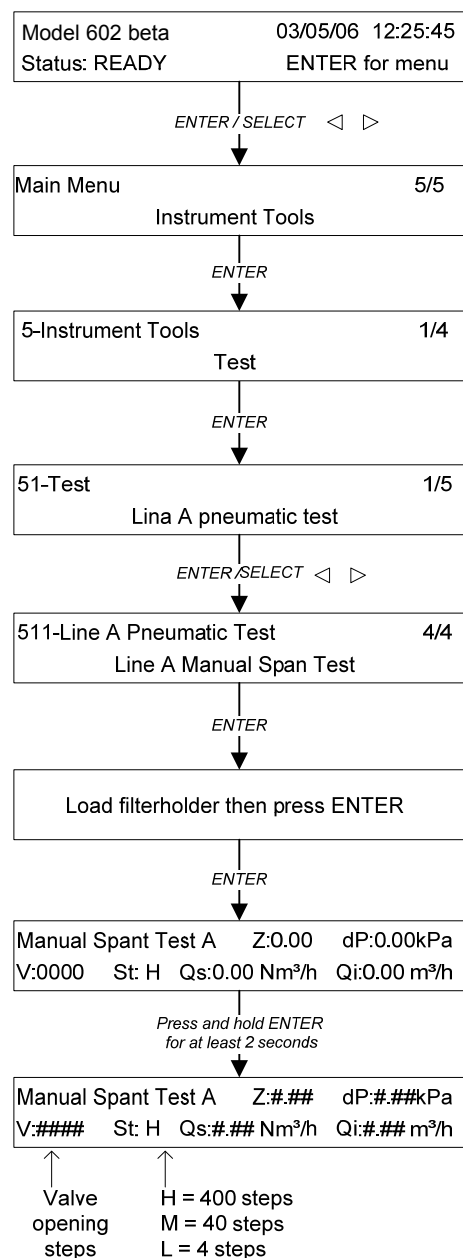 Model 602 beta 03/05/06 12:25:45
Status: READY ENTER for menu
ENTER / SELECT ◁ ▷
Main Menu 5/5
Instrument Tools
ENTER
5-Instrument Tools 1/4
Test
ENTER
51-Test 1/5
Lina A pneumatic test
ENTER/SELECT ◁ ▷
511-Line A Pneumatic Test 4/4
Line A Manual Span Test
ENTER
Load filterholder then press ENTER
ENTER
Manual Spant Test A Z:0.00 dP:0.00kPa
V:0000 St: H Qs:0.00 Nm³/h Qi:0.00 m³/h
Press and hold ENTER
for at least 2 seconds
Manual Spant Test A Z:#.## dP:#.##kPa
V:#### St: H Qs:#.## Nm³/h Qi:#.## m³/h
Valve
opening
steps
H = 400 steps
M = 40 steps
L = 4 steps